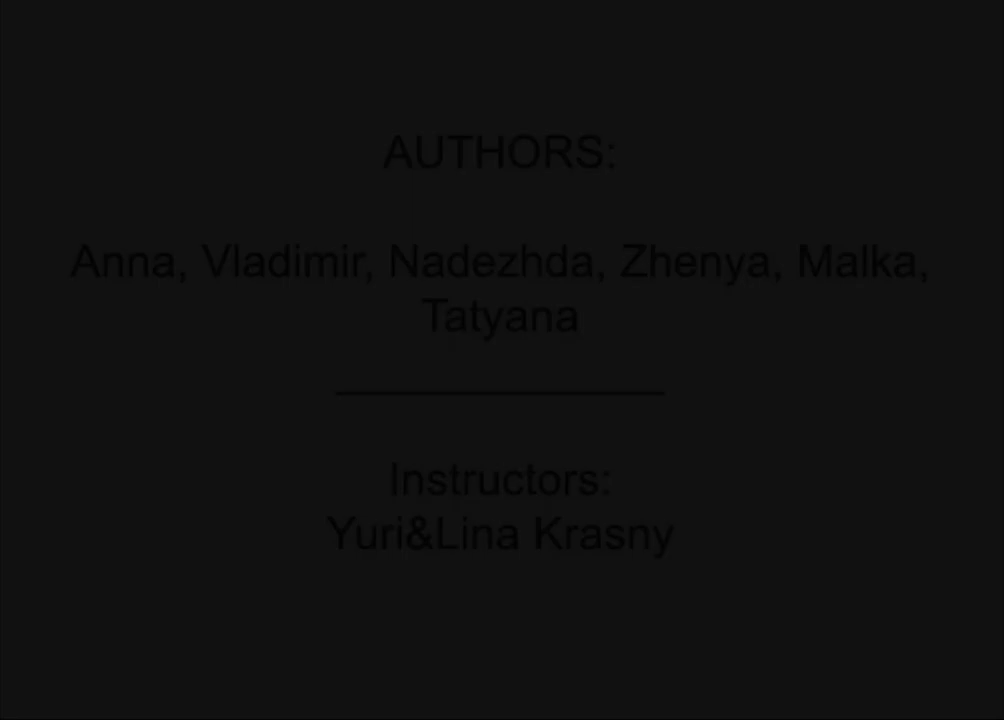 AUTHORS:
Anna, Vladimir, Nadezhda, Zhenya, Malka,
Tatyana
Instructors:
Yuri&Lina Krasny